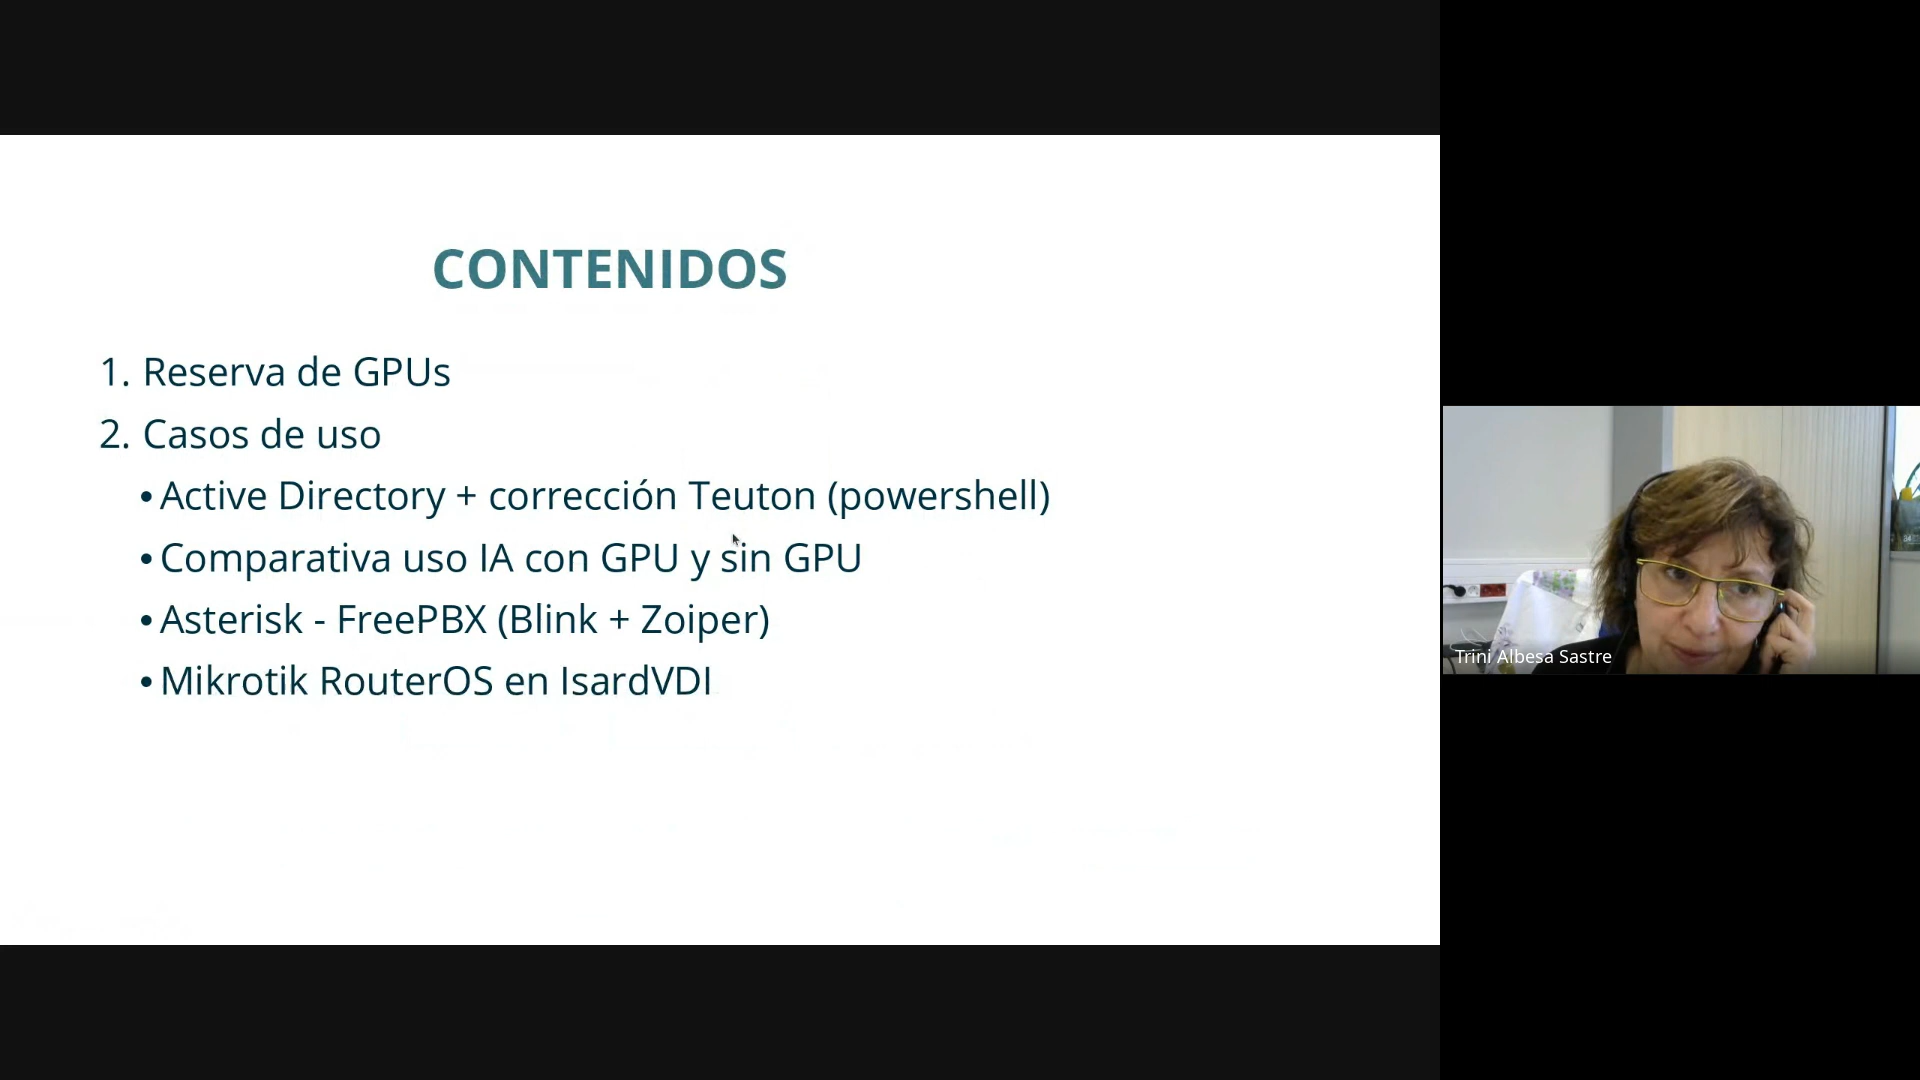 CONTENIDOS
1. Reserva de GPUs
2. Casos de uso
• Active Directory + corrección Teuton (powershell)
• Comparativa uso IA con GPU y sin GPU
• Asterisk - FreePBX (Blink + Zoiper)
• Mikrotik RouterOS en IsardVDI
Trini Albesa Sastre